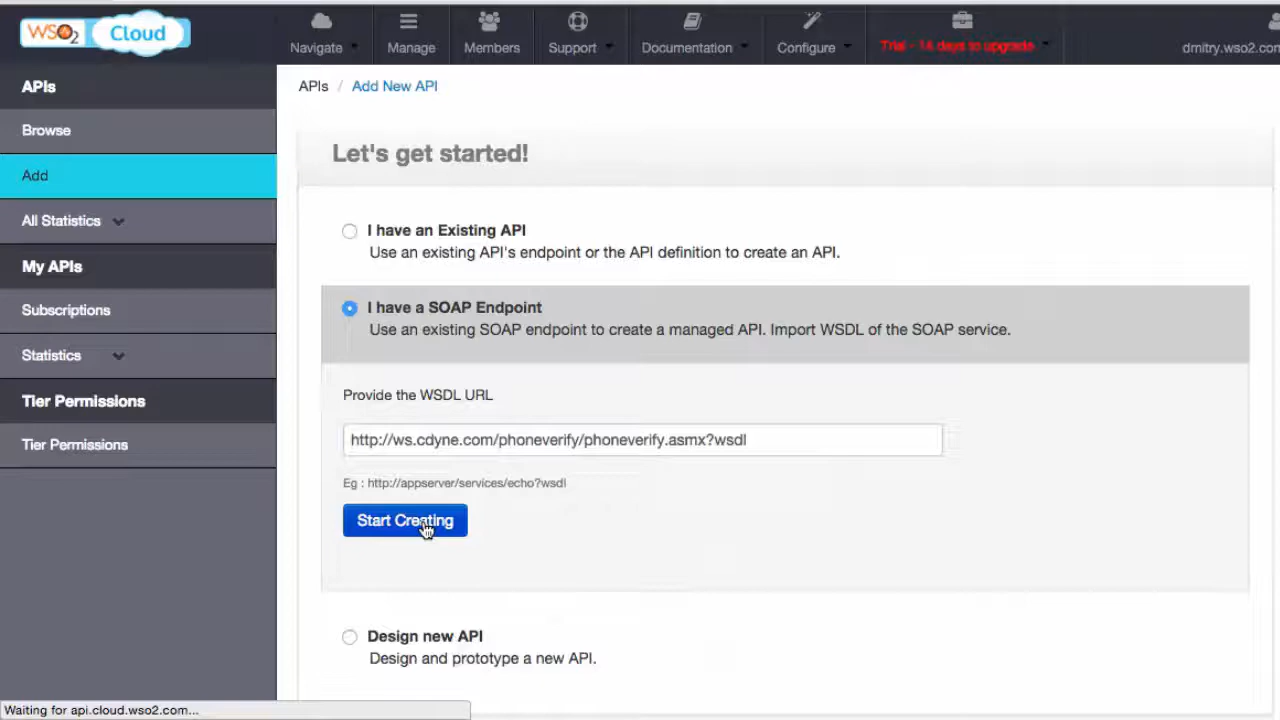 WSO2 Cloud
Navigate
Manage
Members
Support
Documentation
Configure
Trial - 14 days to upgrade
dmitry.wso2.com
APIs
Browse
Add
All Statistics
My APIs
Subscriptions
Statistics
Tier Permissions
Tier Permissions
APIs / Add New API
Let's get started!
I have an Existing API
Use an existing API's endpoint or the API definition to create an API.
I have a SOAP Endpoint
Use an existing SOAP endpoint to create a managed API. Import WSDL of the SOAP service.
Provide the WSDL URL
http://ws.cdyne.com/phoneverify/phoneverify.asmx?wsdl
Eg : http://appserver/services/echo?wsdl
Start Creating
Design new API
Design and prototype a new API.
Waiting for api.cloud.wso2.com...